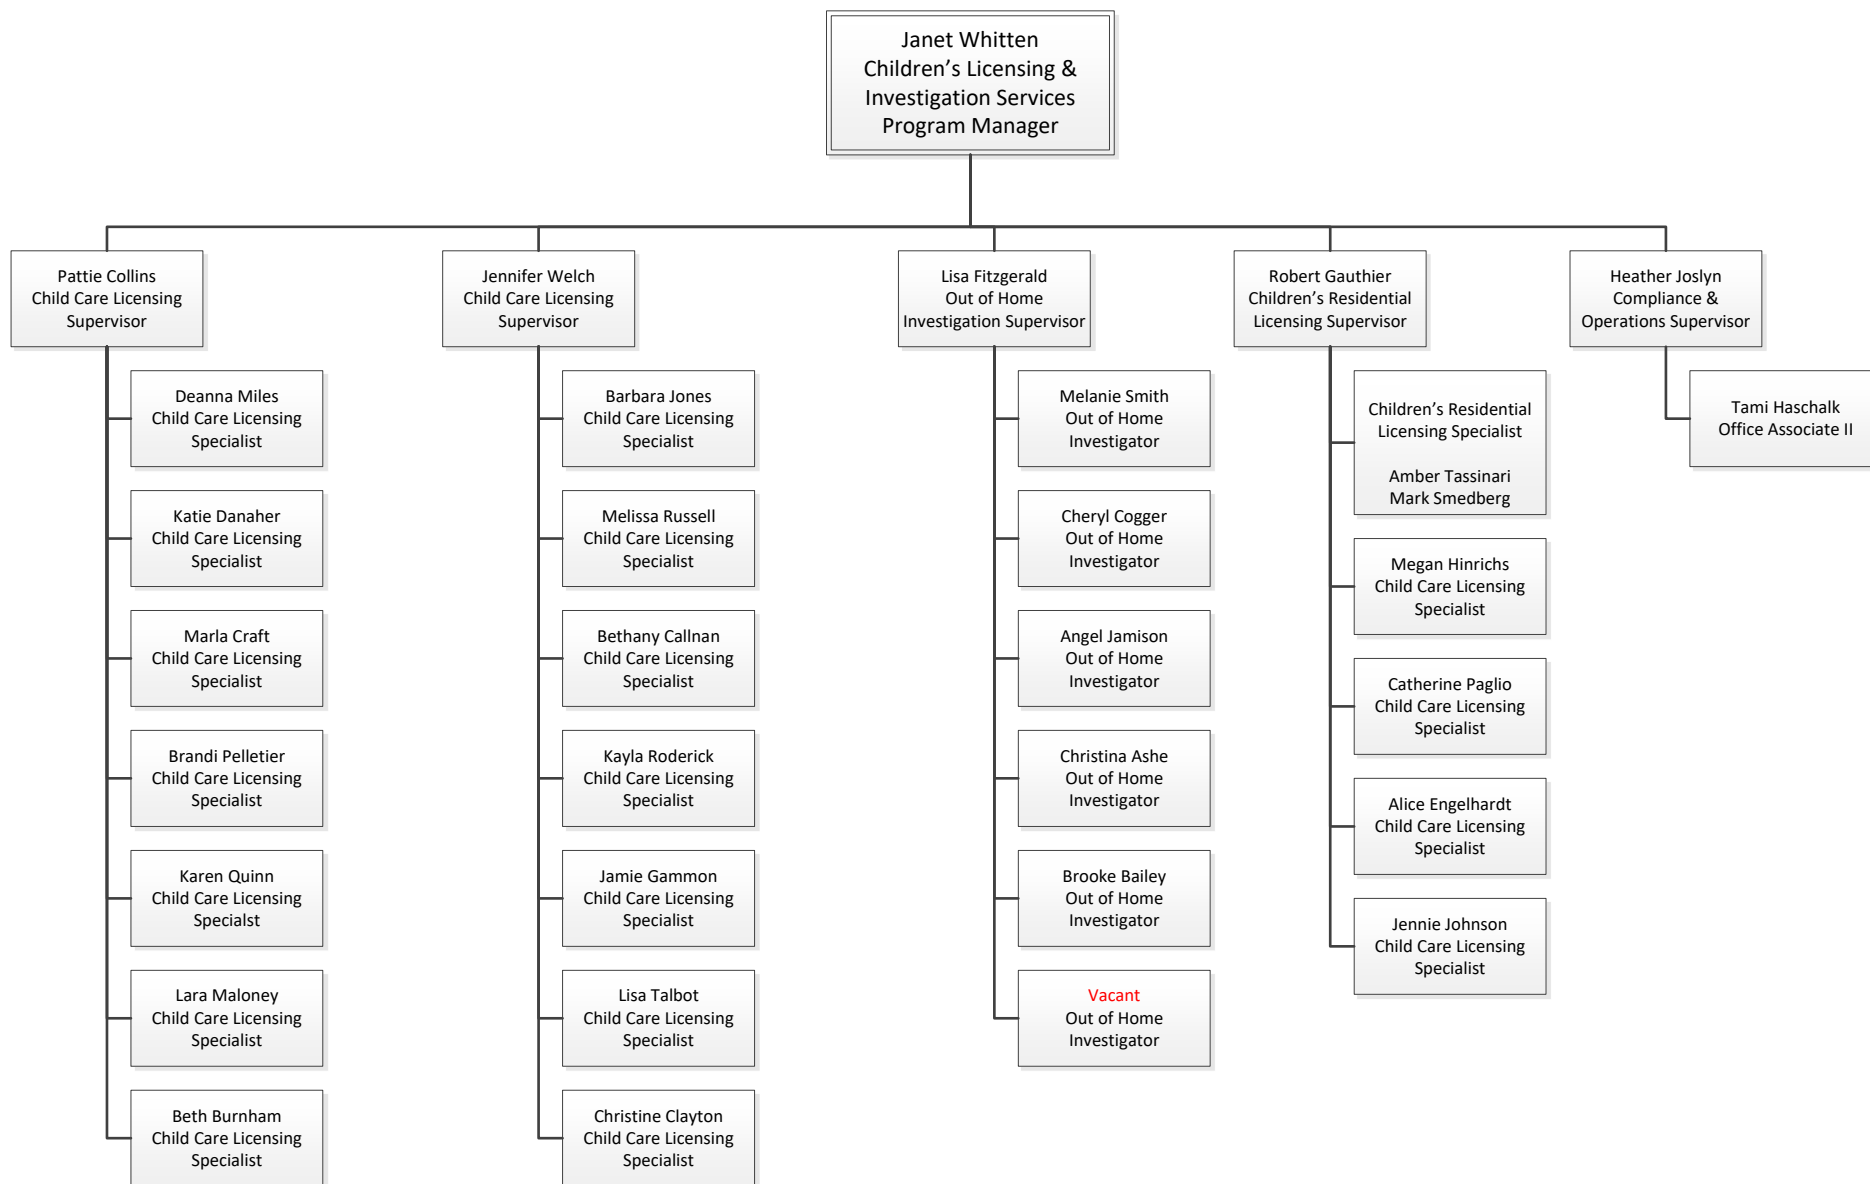 Janet Whitten
Children’s Licensing &
Investigation Services
Program Manager
Pattie Collins
Child Care Licensing
Supervisor
Deanna Miles
Child Care Licensing
Specialist
Katie Danaher
Child Care Licensing
Specialist
Marla Craft
Child Care Licensing
Specialist
Brandi Pelletier
Child Care Licensing
Specialist
Karen Quinn
Child Care Licensing
Specialst
Lara Maloney
Child Care Licensing
Specialist
Beth Burnham
Child Care Licensing
Specialist
Jennifer Welch
Child Care Licensing
Supervisor
Barbara Jones
Child Care Licensing
Specialist
Melissa Russell
Child Care Licensing
Specialist
Bethany Callnan
Child Care Licensing
Specialist
Kayla Roderick
Child Care Licensing
Specialist
Jamie Gammon
Child Care Licensing
Specialist
Lisa Talbot
Child Care Licensing
Specialist
Christine Clayton
Child Care Licensing
Specialist
Lisa Fitzgerald
Out of Home
Investigation Supervisor
Melanie Smith
Out of Home
Investigator
Cheryl Cogger
Out of Home
Investigator
Angel Jamison
Out of Home
Investigator
Christina Ashe
Out of Home
Investigator
Brooke Bailey
Out of Home
Investigator
Vacant
Out of Home
Investigator
Robert Gauthier
Children’s Residential
Licensing Supervisor
Children’s Residential
Licensing Specialist
Amber Tassinari
Mark Smedberg
Megan Hinrichs
Child Care Licensing
Specialist
Catherine Paglio
Child Care Licensing
Specialist
Alice Engelhardt
Child Care Licensing
Specialist
Jennie Johnson
Child Care Licensing
Specialist
Heather Joslyn
Compliance &
Operations Supervisor
Tami Haschalk
Office Associate II